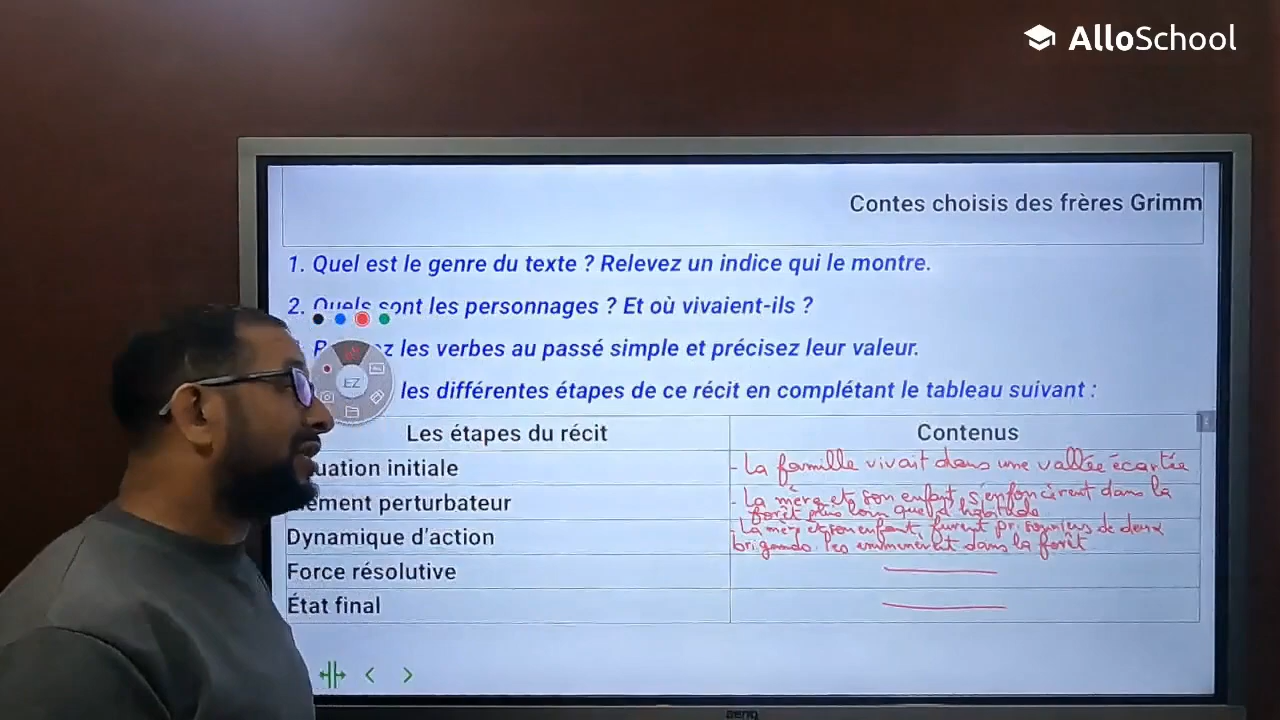 AlloSchool
Contes choisis des frères Grimm
1. Quel est le genre du texte ? Relevez un indice qui le montre.
2. Quels sont les personnages ? Et où vivaient-ils ?
les verbes au passé simple et précisez leur valeur.
EZ
les différentes étapes de ce récit en complétant le tableau suivant :
Les étapes du récit
Contenus
uation initiale
- La famille vivait dans une vallée écartée
ément perturbateur
- La mère et son enfant, s'enfoncèrent dans la
forêt plus loin que d'habitude
Dynamique d'action
- La mère et son enfant, furent prisonniers de deux
brigands. les emmenèrent dans la forêt
Force résolutive
État final
BenQ